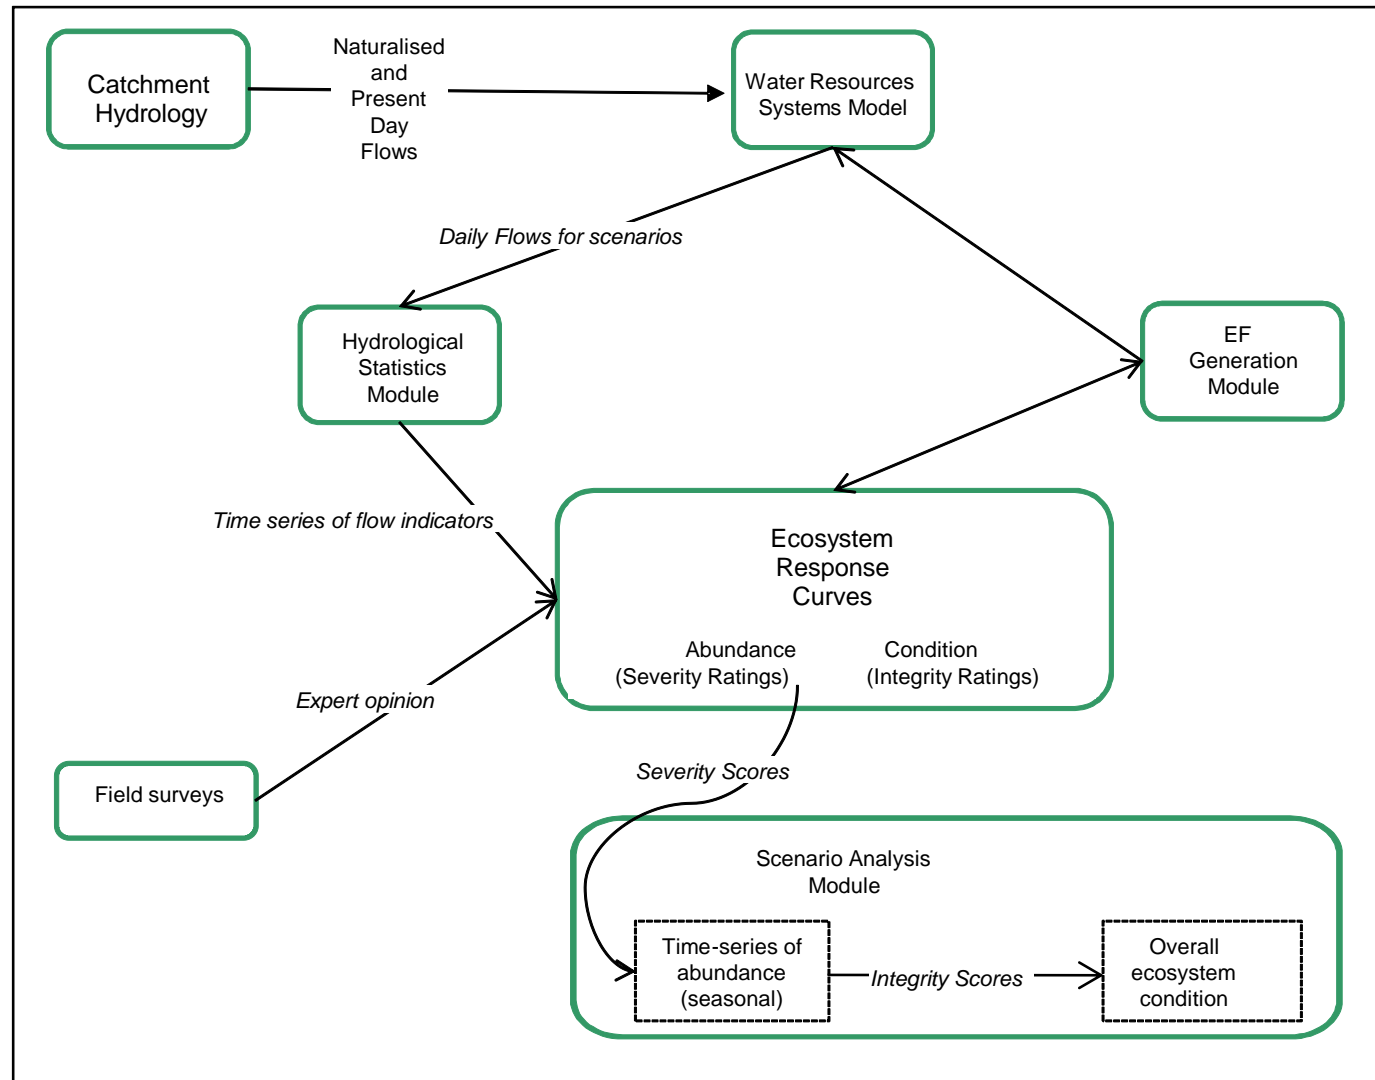 Catchment
Hydrology
Naturalised
and
Present
Day
Flows
Water Resources
Systems Model
Daily Flows for scenarios
Hydrological
Statistics
Module
EF
Generation
Module
Time series of flow indicators
Ecosystem
Response
Curves
Abundance
(Severity Ratings)
Condition
(Integrity Ratings)
Expert opinion
Field surveys
Severity Scores
Scenario Analysis
Module
Time-series of
abundance
(seasonal)
Integrity Scores
Overall
ecosystem
condition